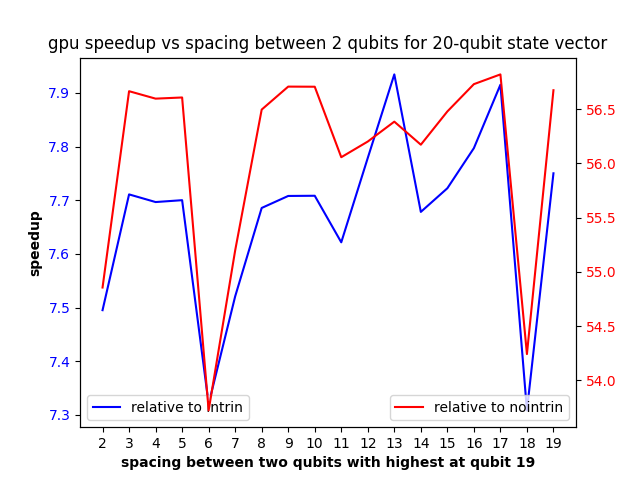 gpu speedup vs spacing between 2 qubits for 20-qubit state vector
7.9
7.8
7.7
7.6
7.5
7.4
7.3
speedup
56.5
56.0
55.5
55.0
54.5
54.0
relative to intrin
relative to nointrin
2 3 4 5 6 7 8 9 10 11 12 13 14 15 16 17 18 19
spacing between two qubits with highest at qubit 19